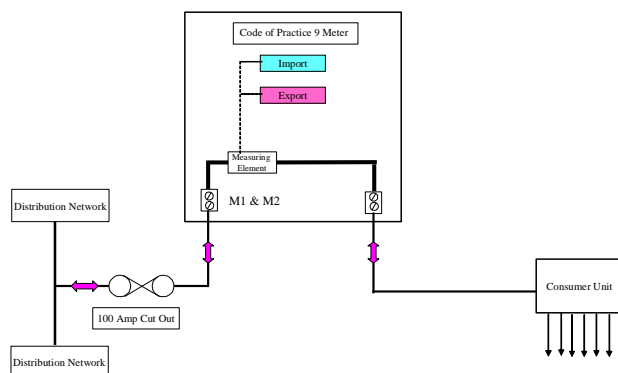 Code of Practice 9 Meter
Import
Export
Measuring
Element
M1 & M2
Distribution Network
100 Amp Cut Out
Distribution Network
Consumer Unit